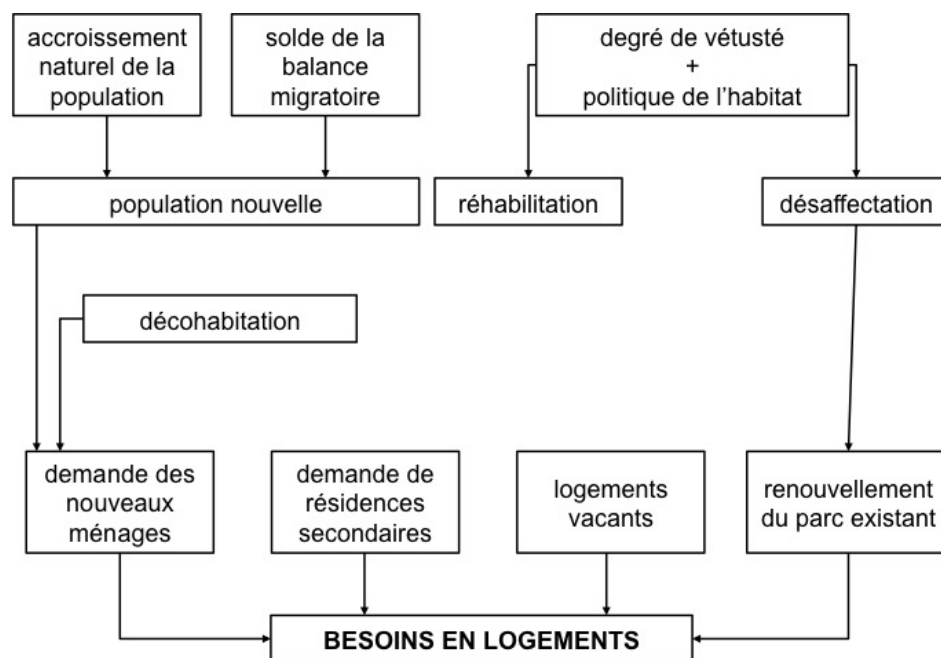 accroissement
naturel de la
population
solde de la
balance
migratoire
degré de vétusté
+
politique de l'habitat
population nouvelle
réhabilitation
désaffectation
décohabitation
demande des
nouveaux
ménages
demande de
résidences
secondaires
logements
vacants
renouvellement
du parc existant
BESOINS EN LOGEMENTS